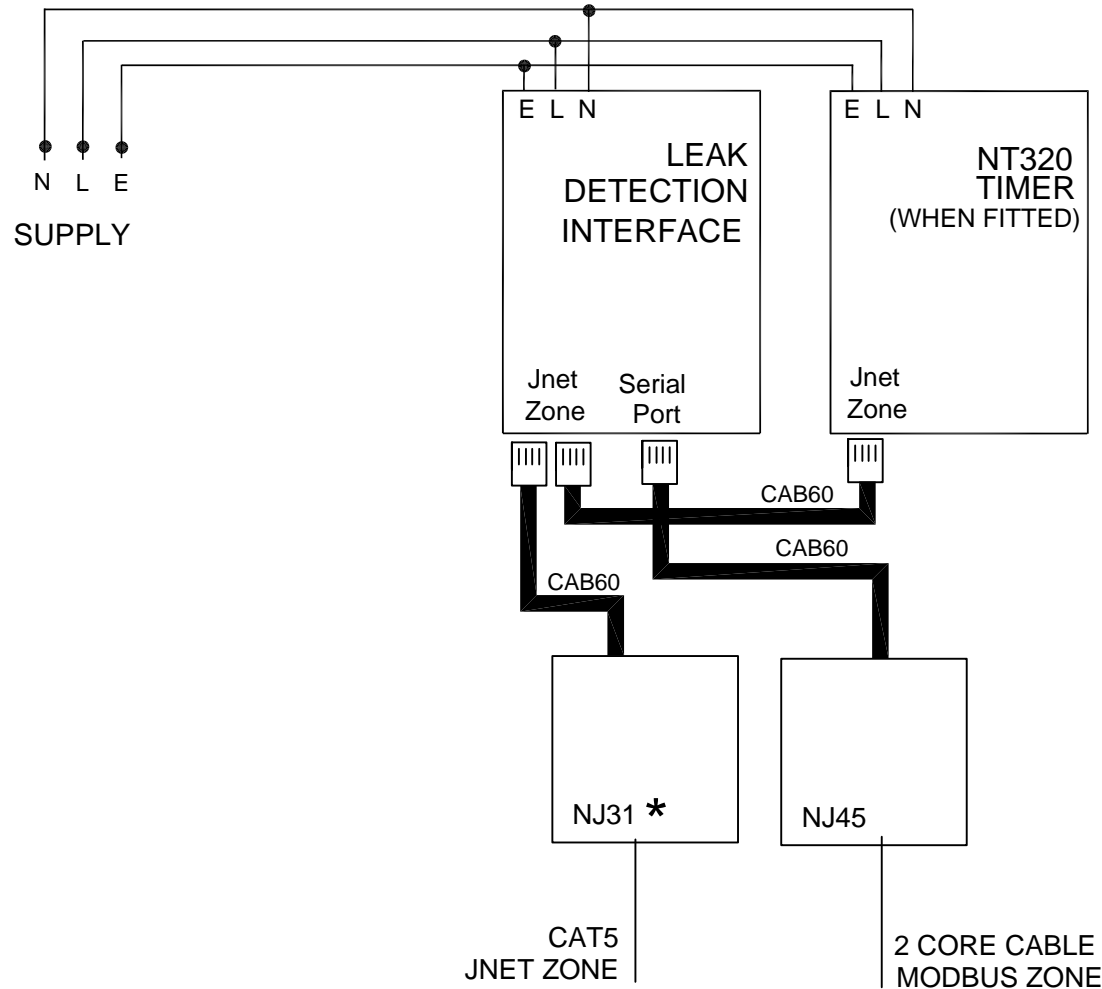 E L N
E L N
LEAK
DETECTION
INTERFACE
NT320
TIMER
(WHEN FITTED)
N L E
SUPPLY
Jnet
Zone
Serial
Port
Jnet
Zone
CAB60
CAB60
CAB60
NJ31 *
NJ45
CAT5
JNET ZONE
2 CORE CABLE
MODBUS ZONE